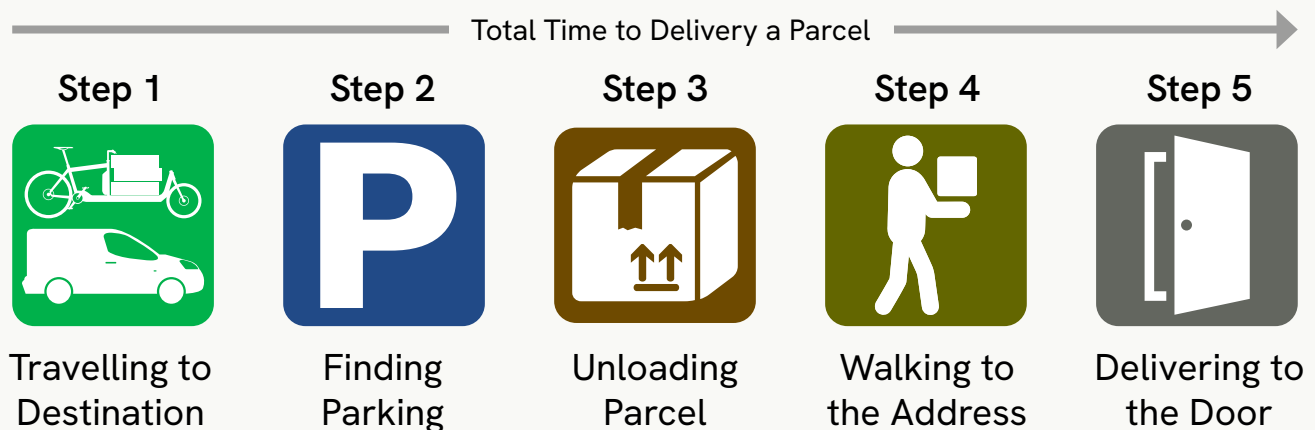 Total Time to Delivery a Parcel
Step 1
Step 2
Step 3
Step 4
Step 5
P
Travelling to
Destination
Finding
Parking
Unloading
Parcel
Walking to
the Address
Delivering to
the Door